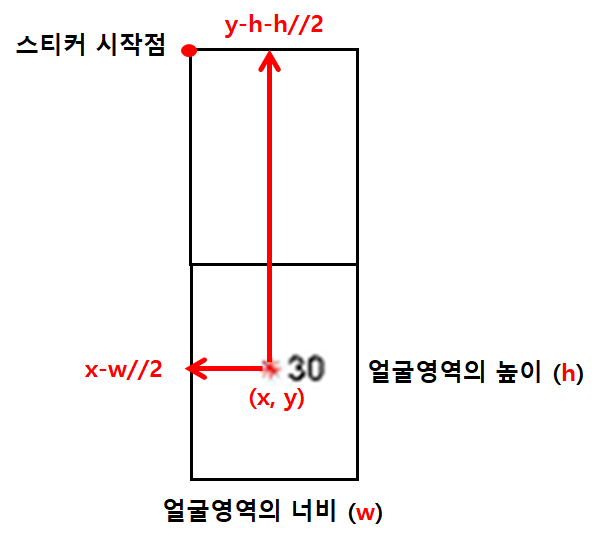 y-h-h//2
스티커 시작점
x-w//2
30
얼굴영역의 높이 (h)
(x, y)
얼굴영역의 너비 (w)